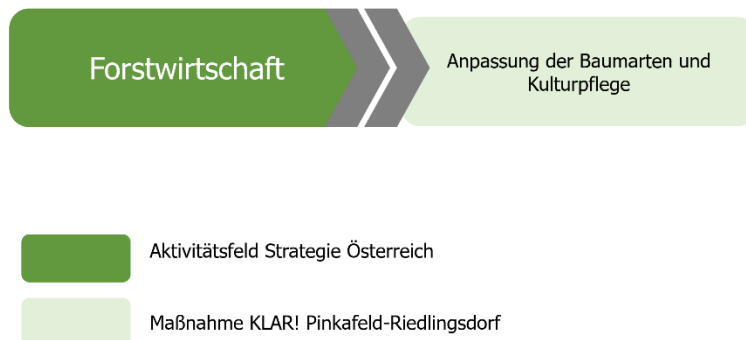 Forstwirtschaft
Anpassung der Baumarten und
Kulturpflege
Aktivitätsfeld Strategie Österreich
Maßnahme KLAR! Pinkafeld-Riedlingsdorf